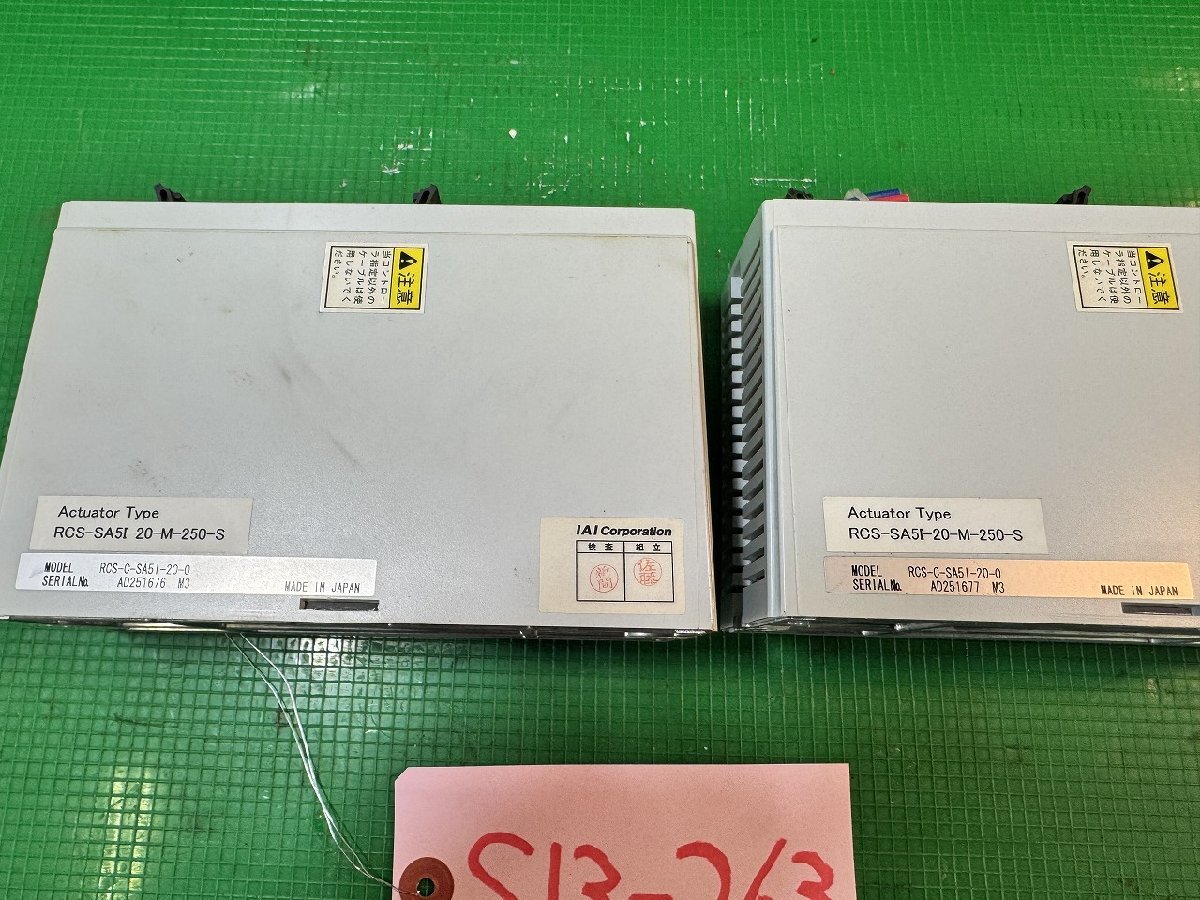 注意
当コントロー
ラ指定以外の
ケーブルは使
用しないでく
ださい。
Actuator Type
RCS-SA5I 20-M-250-S
MODEL RCS-C-SA5I-20-0
SERIAL No. A0251676 M3
MADE IN JAPAN
IAI Corporation
検査 組立
佐藤
注意
当コントロー
ラ指定以外の
ケーブルは使
用しないでく
ださい。
Actuator Type
RCS-SA5I-20-M-250-S
MODEL RCS-C-SA5I-20-0
SERIAL No. A0251677 M3
MADE IN JAPAN
S13-263